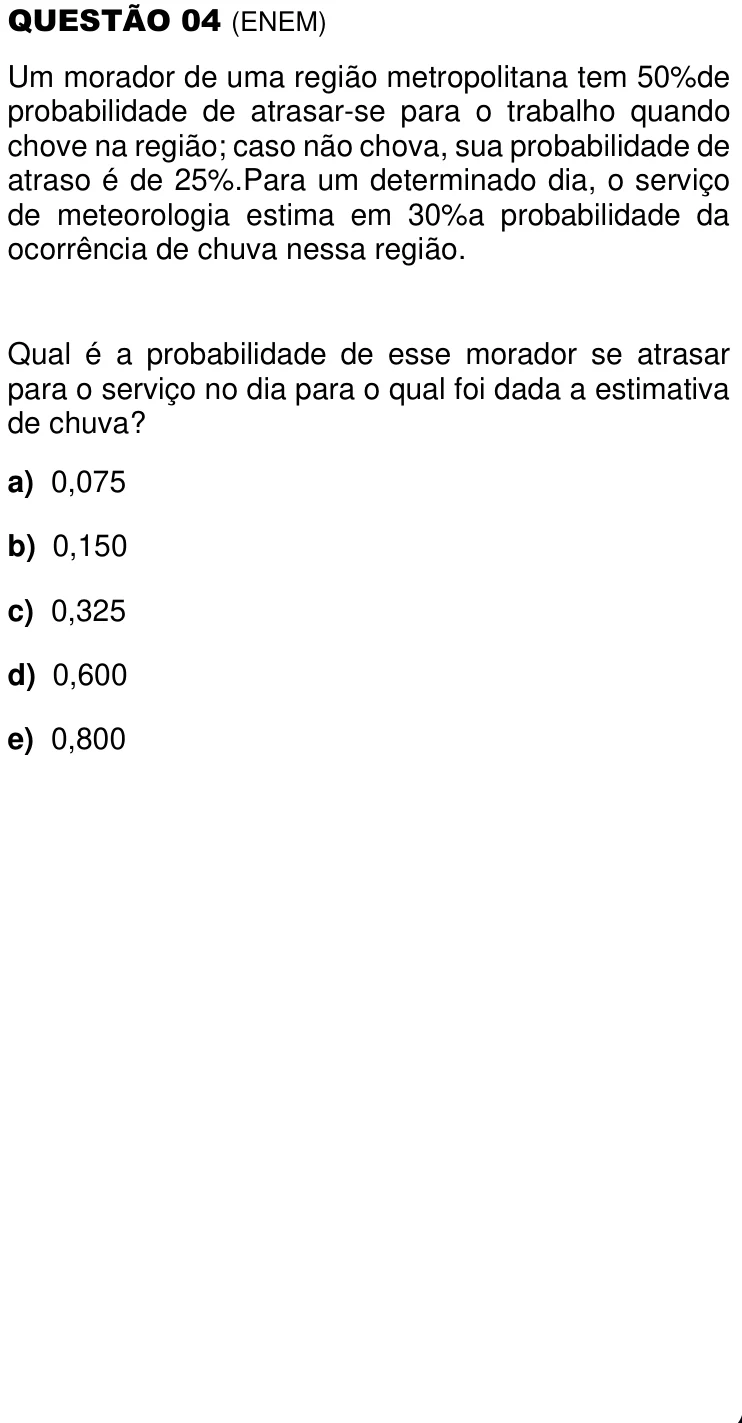 QUESTÃO 04 (ENEM)
Um morador de uma região metropolitana tem 50%de
probabilidade de atrasar-se para o trabalho quando
chove na região; caso não chova, sua probabilidade de
atraso é de 25%.Para um determinado dia, o serviço
de meteorologia estima em 30%a probabilidade da
ocorrência de chuva nessa região.
Qual é a probabilidade de esse morador se atrasar
para o serviço no dia para o qual foi dada a estimativa
de chuva?
a) 0,075
b) 0,150
c) 0,325
d) 0,600
e) 0,800